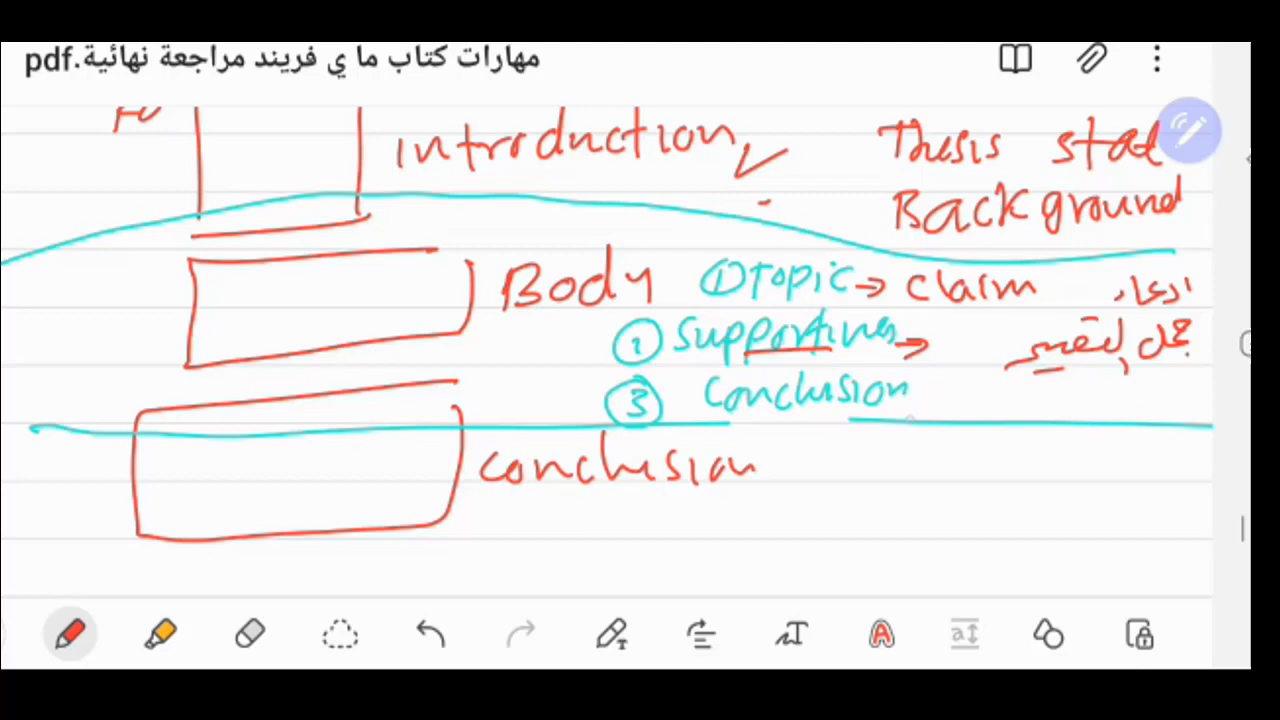 مهارات كتاب ما ي فريند مراجعة نهائية.pdf
introduction Thesis stat
Background
Body ① Topic → claim ادعاء
① Supporting → جمل تفسر
③ Conclusion
conclusion